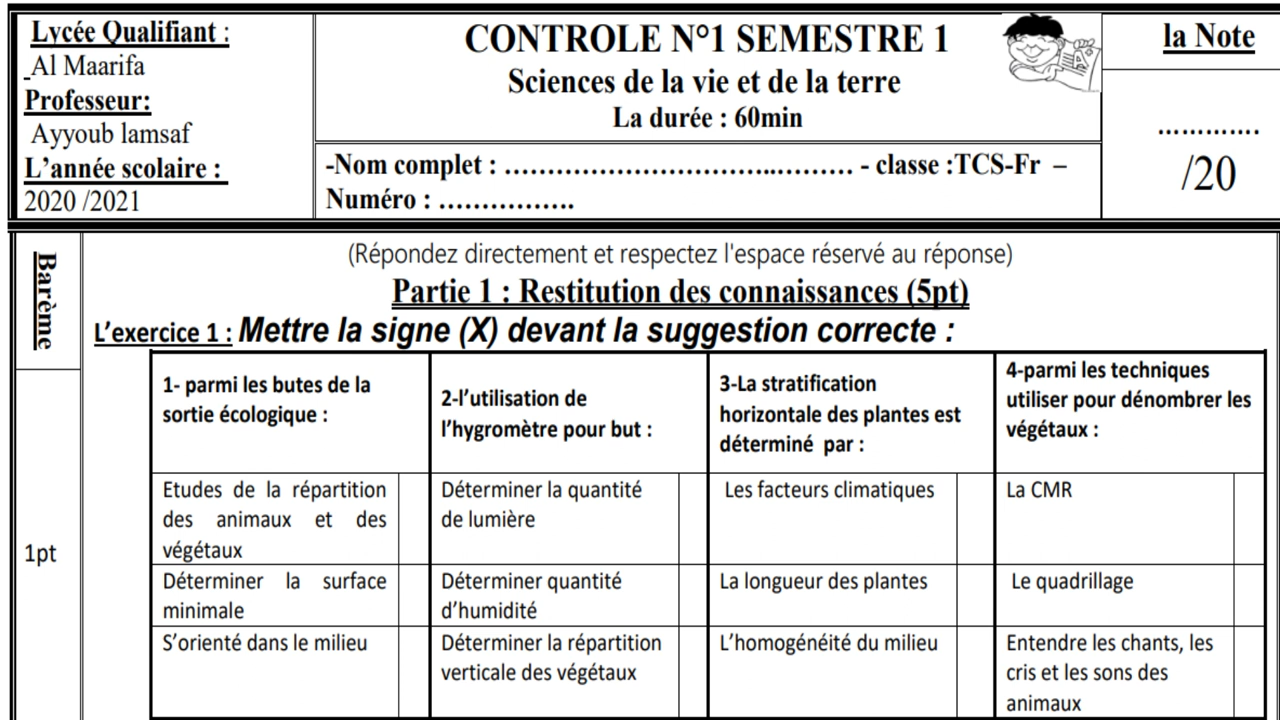 Lycée Qualifiant :
Al Maarifa
Professeur:
Ayyoub lamsaf
L'année scolaire :
2020 /2021
CONTROLE N°1 SEMESTRE 1
Sciences de la vie et de la terre
La durée : 60min
-Nom complet : ………………………………...……… - classe :TCS-Fr –
Numéro : …………….
A+
la Note
………….
/20
Barème
(Répondez directement et respectez l'espace réservé au réponse)
Partie 1 : Restitution des connaissances (5pt)
L'exercice 1 : Mettre la signe (X) devant la suggestion correcte :
1pt
1- parmi les butes de la
sortie écologique :
2-l'utilisation de
l'hygromètre pour but :
3-La stratification
horizontale des plantes est
déterminé par :
4-parmi les techniques
utiliser pour dénombrer les
végétaux :
Etudes de la répartition
des animaux et des
végétaux
Déterminer la quantité
de lumière
Les facteurs climatiques
La CMR
Déterminer la surface
minimale
Déterminer quantité
d'humidité
La longueur des plantes
Le quadrillage
S'orienté dans le milieu
Déterminer la répartition
verticale des végétaux
L'homogénéité du milieu
Entendre les chants, les
cris et les sons des
animaux